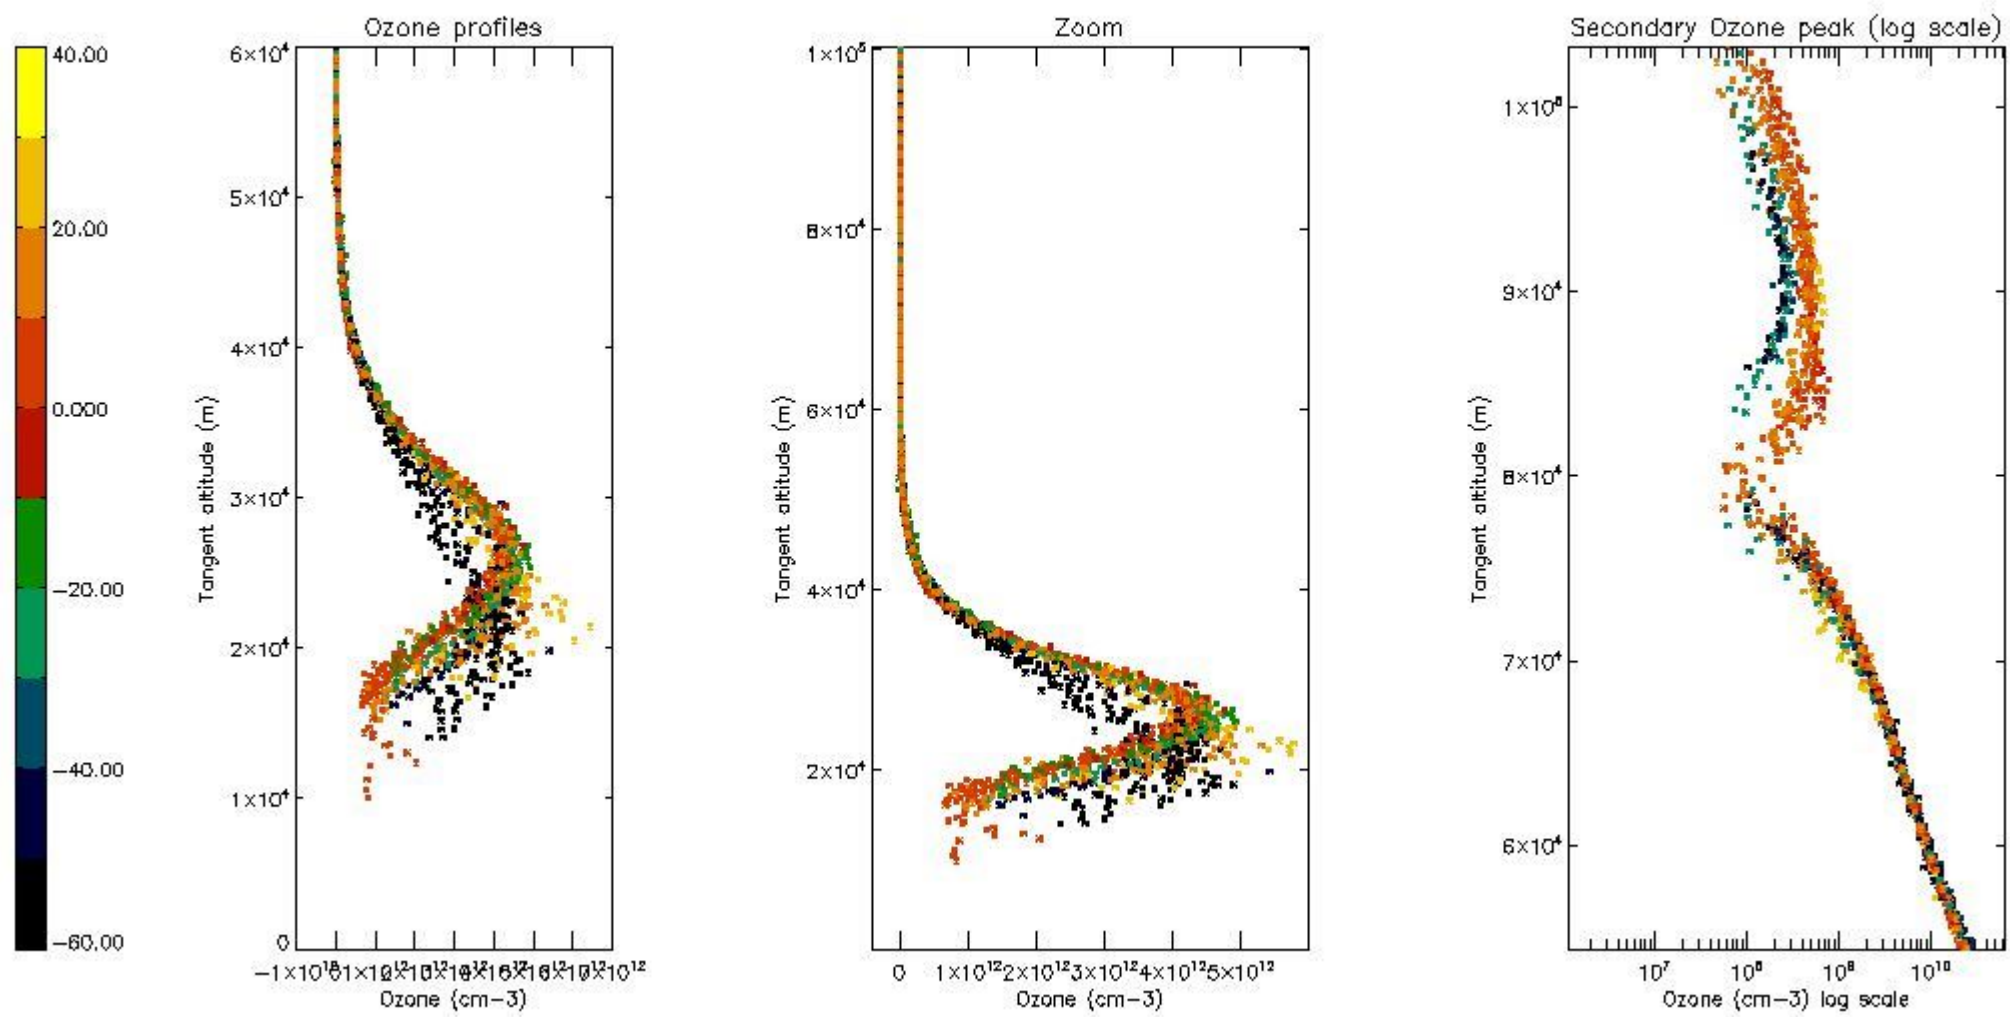 Ozone profiles
Zoom
Secondary Ozone peak (log scale)
40.00
20.00
0.000
-20.00
-40.00
-60.00
6×10⁴
5×10⁴
4×10⁴
3×10⁴
2×10⁴
1×10⁴
0
Tangent altitude (m)
Ozone (cm-3)
1×10⁵
8×10⁴
6×10⁴
4×10⁴
2×10⁴
Tangent altitude (m)
0 1×10¹² 2×10¹² 3×10¹² 4×10¹² 5×10¹²
Ozone (cm-3)
1×10⁵
9×10⁴
8×10⁴
7×10⁴
6×10⁴
Tangent altitude (m)
10⁷ 10⁸ 10⁹ 10¹⁰
Ozone (cm-3) log scale